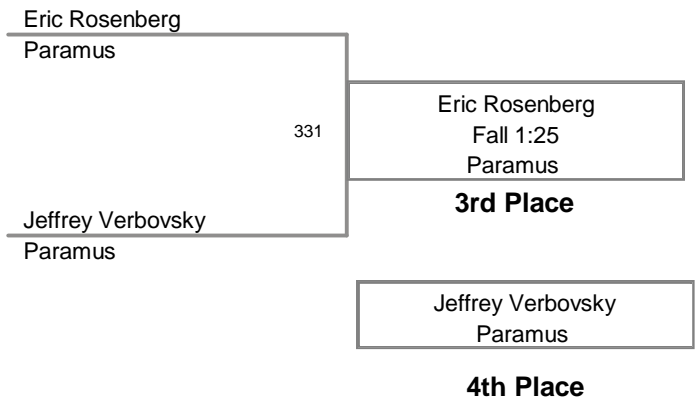 Eric Rosenberg
Paramus
Eric Rosenberg
331
Fall 1:25
Paramus
3rd Place
Jeffrey Verbovsky
Paramus
Jeffrey Verbovsky
Paramus
4th Place